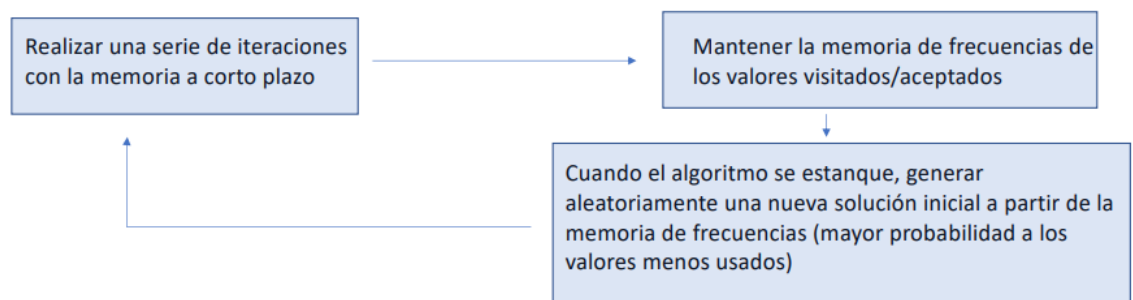 Realizar una serie de iteraciones
con la memoria a corto plazo
Mantener la memoria de frecuencias de
los valores visitados/aceptados
Cuando el algoritmo se estanque, generar
aleatoriamente una nueva solución inicial a partir de la
memoria de frecuencias (mayor probabilidad a los
valores menos usados)